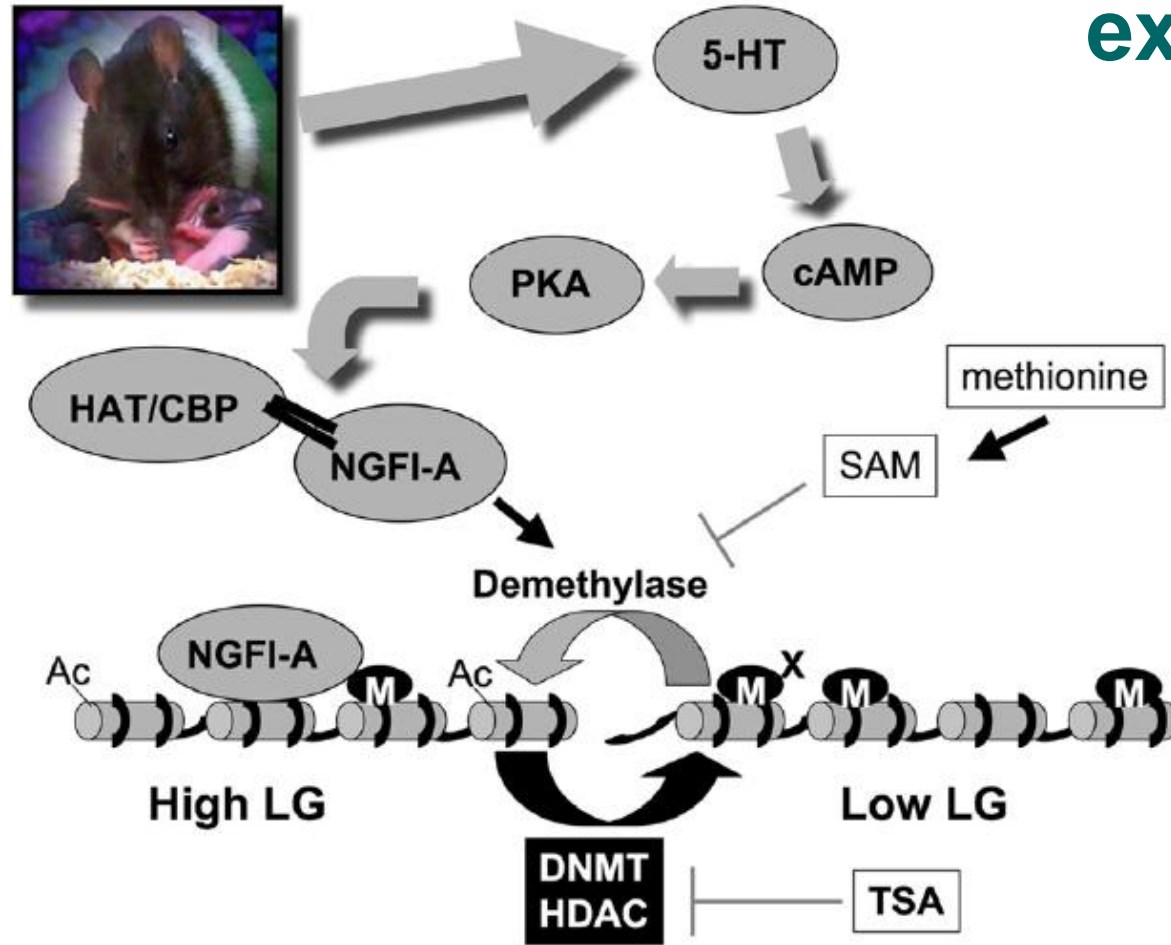 ex
5-HT
cAMP
PKA
HAT/CBP
NGFI-A
methionine
SAM
Demethylase
Ac
NGFI-A
M
Ac
M
X
M
M
High LG
Low LG
DNMT
HDAC
TSA